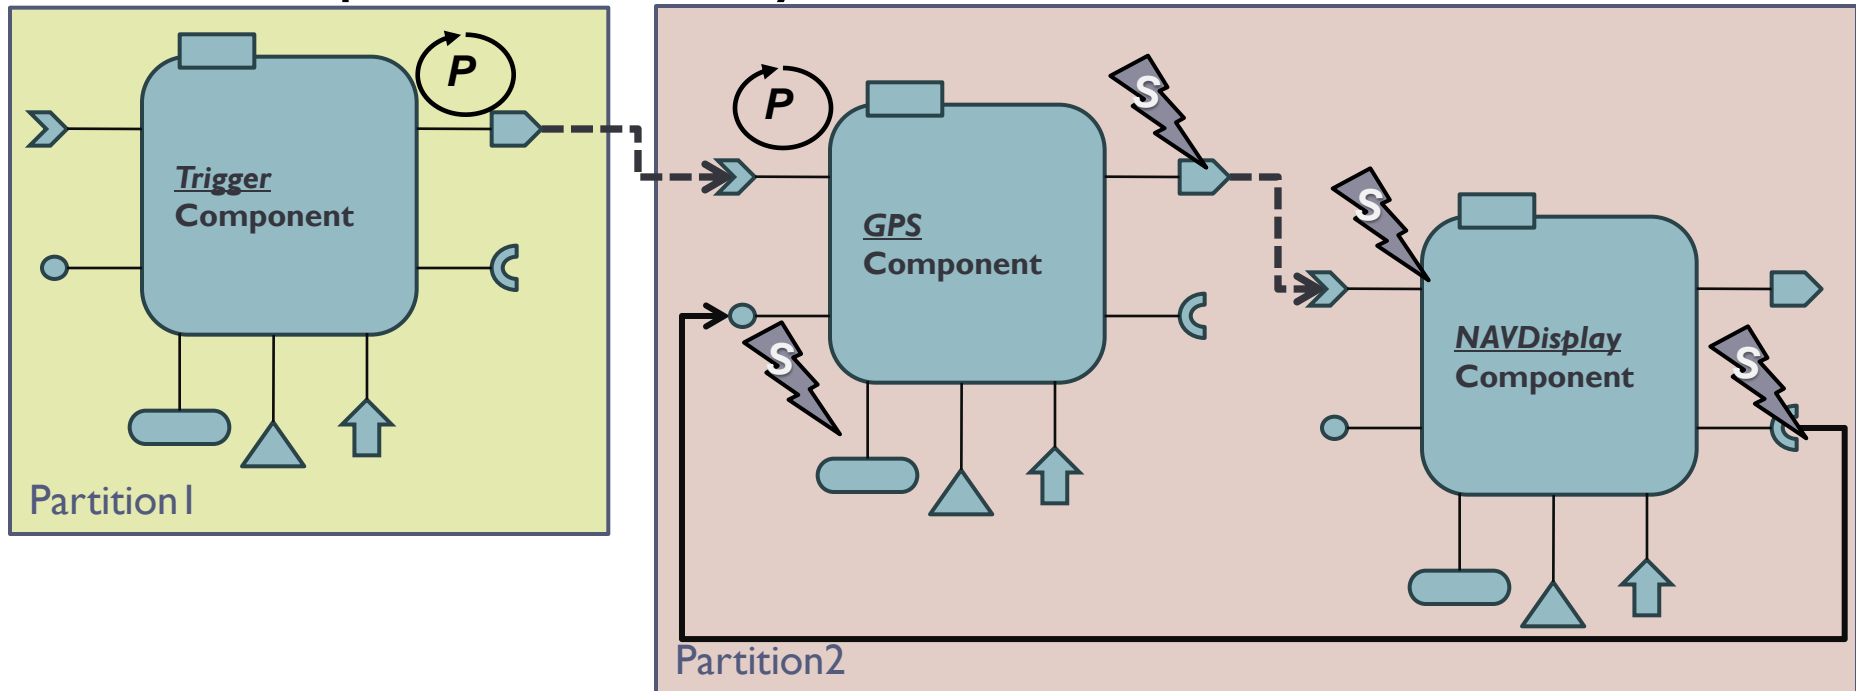 P
Trigger
Component
Partition1
P
S
GPS
Component
S
S
NAVDisplay
Component
S
Partition2